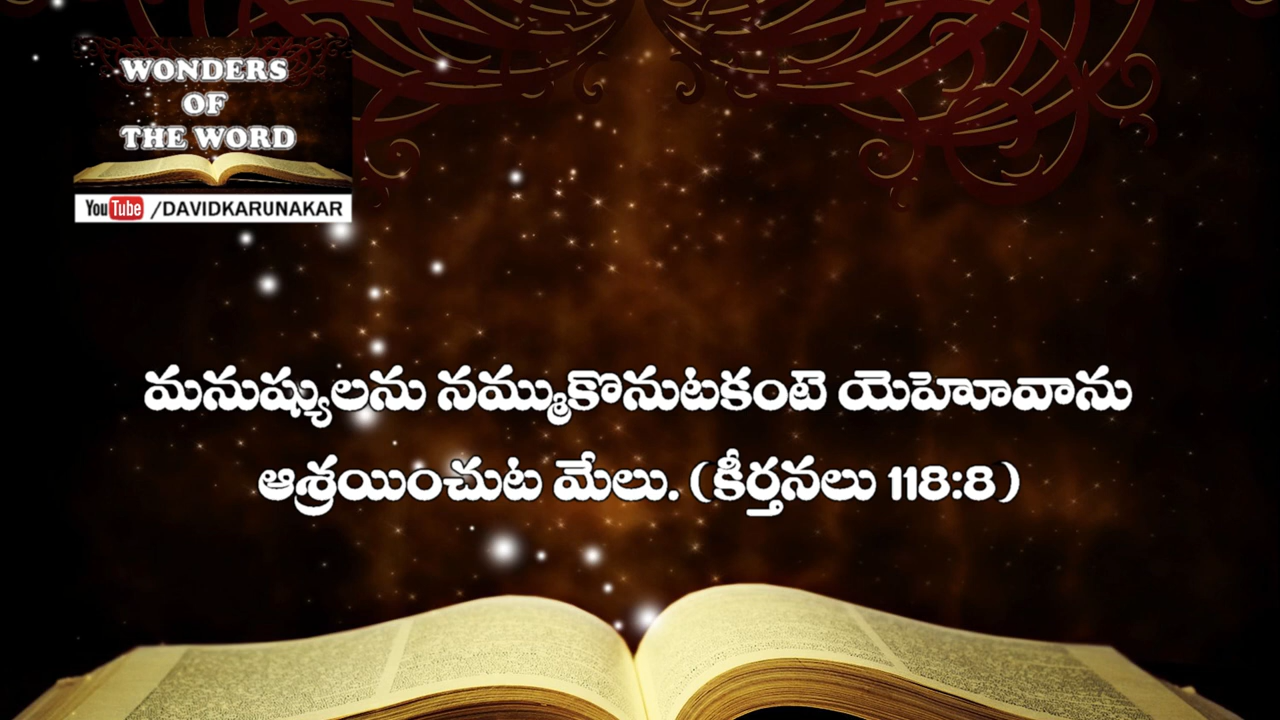 WONDERS
OF
THE WORD
YouTube /DAVIDKARUNAKAR
మనుష్యులను నమ్ముకొనుటకంటె యెహోవాను
ఆశ్రయించుట మేలు. (కీర్తనలు 118:8)